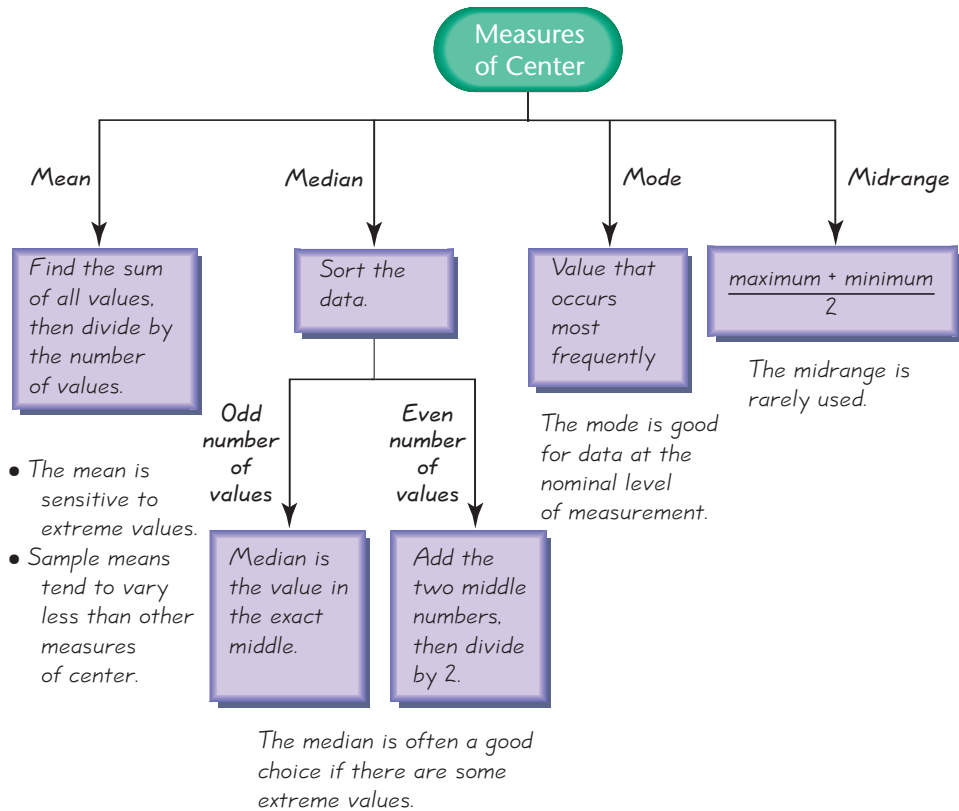 Measures
of Center
Mean
Find the sum
of all values,
then divide by
the number
of values.
• The mean is
sensitive to
extreme values.
• Sample means
tend to vary
less than other
measures
of center.
Median
Sort the
data.
Odd
number
of
values
Median is
the value in
the exact
middle.
Even
number
of
values
Add the
two middle
numbers,
then divide
by 2.
The median is often a good
choice if there are some
extreme values.
Mode
Value that
occurs
most
frequently
The mode is good
for data at the
nominal level
of measurement.
Midrange
maximum + minimum
2
The midrange is
rarely used.